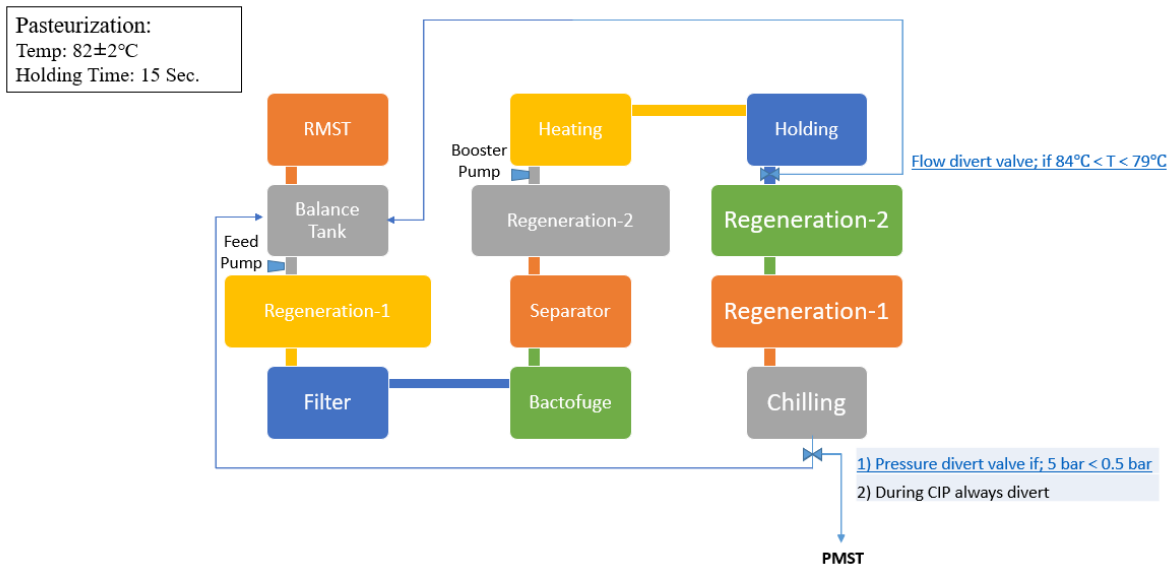 Pasteurization:
Temp: 82±2℃
Holding Time: 15 Sec.
RMST
Balance
Tank
Feed
Pump
Regeneration-1
Filter
Heating
Booster
Pump
Regeneration-2
Separator
Bactofuge
Holding
Flow divert valve; if 84℃ < T < 79℃
Regeneration-2
Regeneration-1
Chilling
1) Pressure divert valve if; 5 bar < 0.5 bar
2) During CIP always divert
PMST